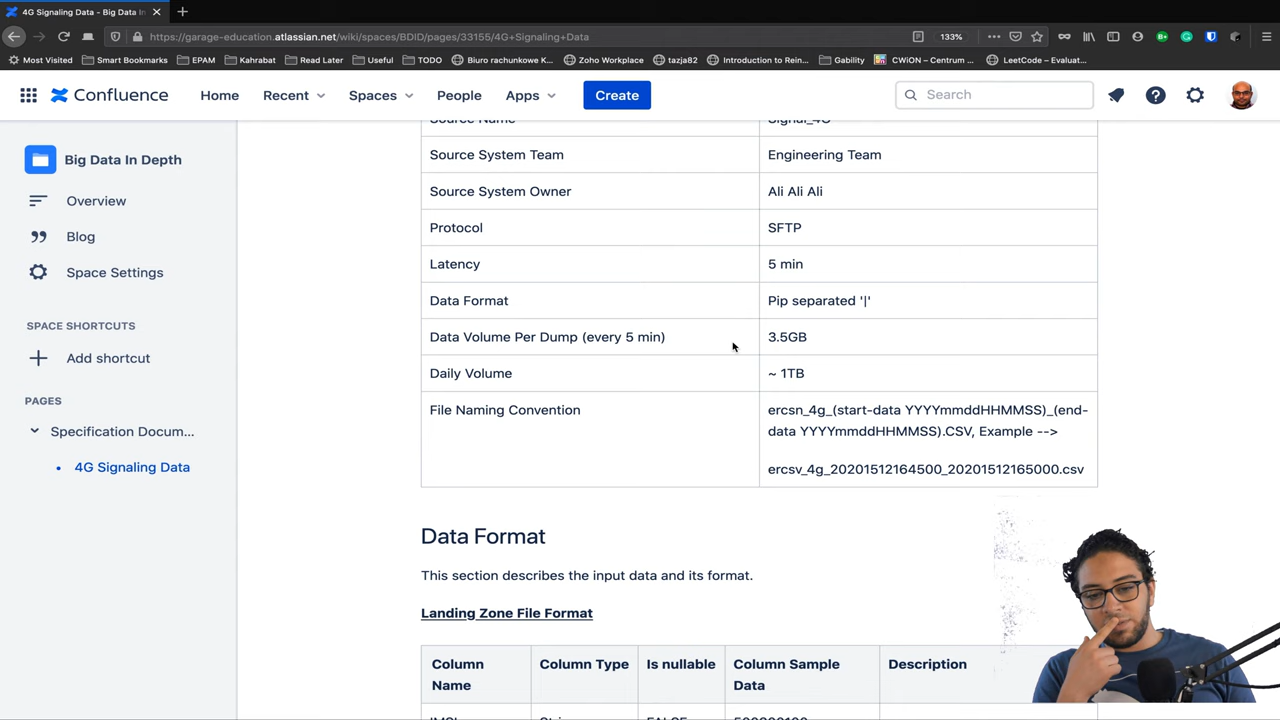 4G Signaling Data - Big Data In
https://garage-education.atlassian.net/wiki/spaces/BDID/pages/33155/4G+Signaling+Data
133%
Most Visited
Smart Bookmarks
EPAM
Kahrabat
Read Later
Useful
TODO
Biuro rachunkowe K...
Zoho Workplace
tazja82
Introduction to Rein...
Gability
CWiON – Centrum ...
LeetCode – Evaluat...
Confluence
Home
Recent
Spaces
People
Apps
Create
Search
Big Data In Depth
Overview
Blog
Space Settings
SPACE SHORTCUTS
Add shortcut
PAGES
Specification Docum...
4G Signaling Data
Source Name
Signal_4G
Source System Team
Engineering Team
Source System Owner
Ali Ali Ali
Protocol
SFTP
Latency
5 min
Data Format
Pip separated '|'
Data Volume Per Dump (every 5 min)
3.5GB
Daily Volume
~ 1TB
File Naming Convention
ercsn_4g_(start-data YYYYmmddHHMMSS)_(end-
data YYYYmmddHHMMSS).CSV, Example -->
ercsv_4g_20201512164500_20201512165000.csv
Data Format
This section describes the input data and its format.
Landing Zone File Format
Column
Name
Column Type
Is nullable
Column Sample
Data
Description